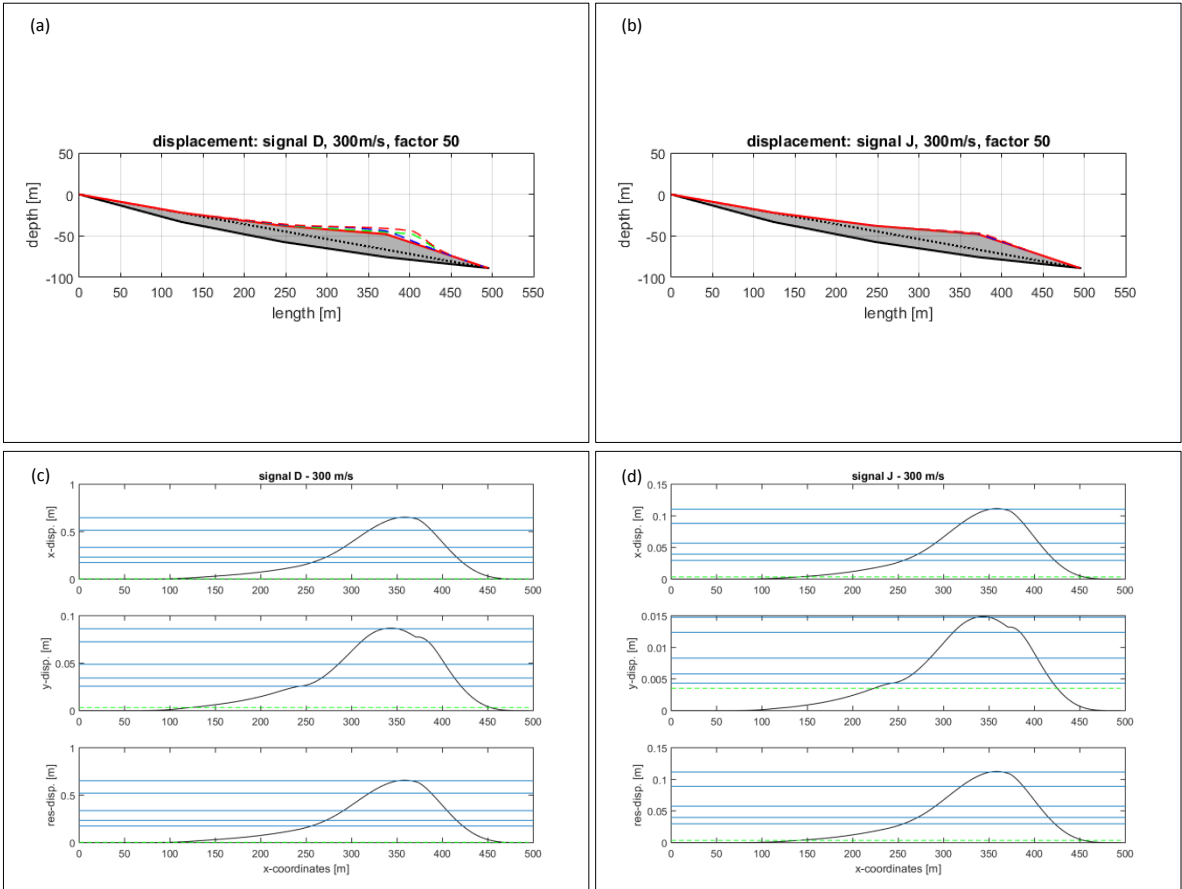 (a)
displacement: signal D, 300m/s, factor 50
50
0
-50
-100
depth [m]
0 50 100 150 200 250 300 350 400 450 500 550
length [m]
(b)
displacement: signal J, 300m/s, factor 50
50
0
-50
-100
depth [m]
0 50 100 150 200 250 300 350 400 450 500 550
length [m]
(c)
signal D - 300 m/s
1
0.5
0
x-disp. [m]
0 50 100 150 200 250 300 350 400 450 500
0.1
0.05
0
y-disp. [m]
0 50 100 150 200 250 300 350 400 450 500
1
0.5
0
res-disp. [m]
0 50 100 150 200 250 300 350 400 450 500
x-coordinates [m]
(d)
signal J - 300 m/s
0.15
0.1
0.05
0
x-disp. [m]
0 50 100 150 200 250 300 350 400 450 500
0.015
0.01
0.005
0
y-disp. [m]
0 50 100 150 200 250 300 350 400 450 500
0.15
0.1
0.05
0
res-disp. [m]
0 50 100 150 200 250 300 350 400 450 500
x-coordinates [m]